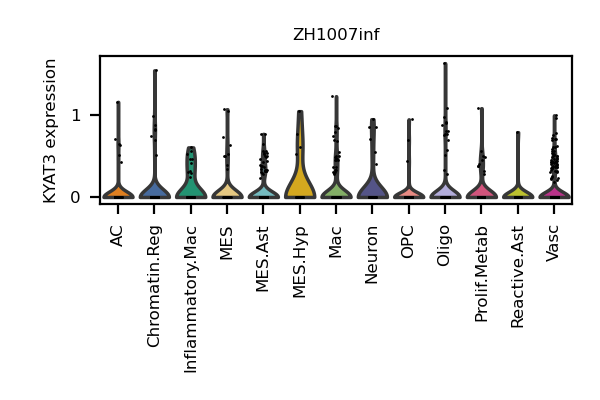 ZH1007inf
KYAT3 expression
1
0
AC
Chromatin.Reg
Inflammatory.Mac
MES
MES.Ast
MES.Hyp
Mac
Neuron
OPC
Oligo
Prolif.Metab
Reactive.Ast
Vasc